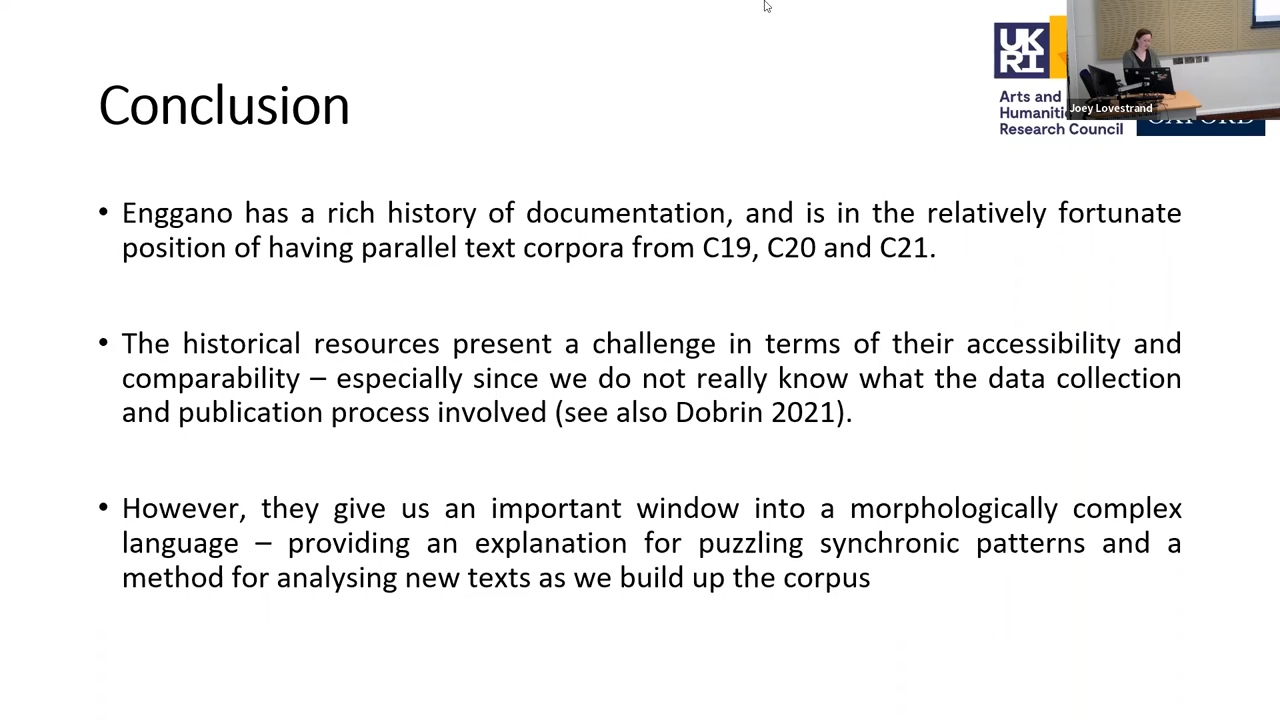 Conclusion
UK
RI
Arts and
Humaniti
Research Council
Joey Lovestrand
OXFORD
• Enggano has a rich history of documentation, and is in the relatively fortunate
position of having parallel text corpora from C19, C20 and C21.
• The historical resources present a challenge in terms of their accessibility and
comparability – especially since we do not really know what the data collection
and publication process involved (see also Dobrin 2021).
• However, they give us an important window into a morphologically complex
language – providing an explanation for puzzling synchronic patterns and a
method for analysing new texts as we build up the corpus